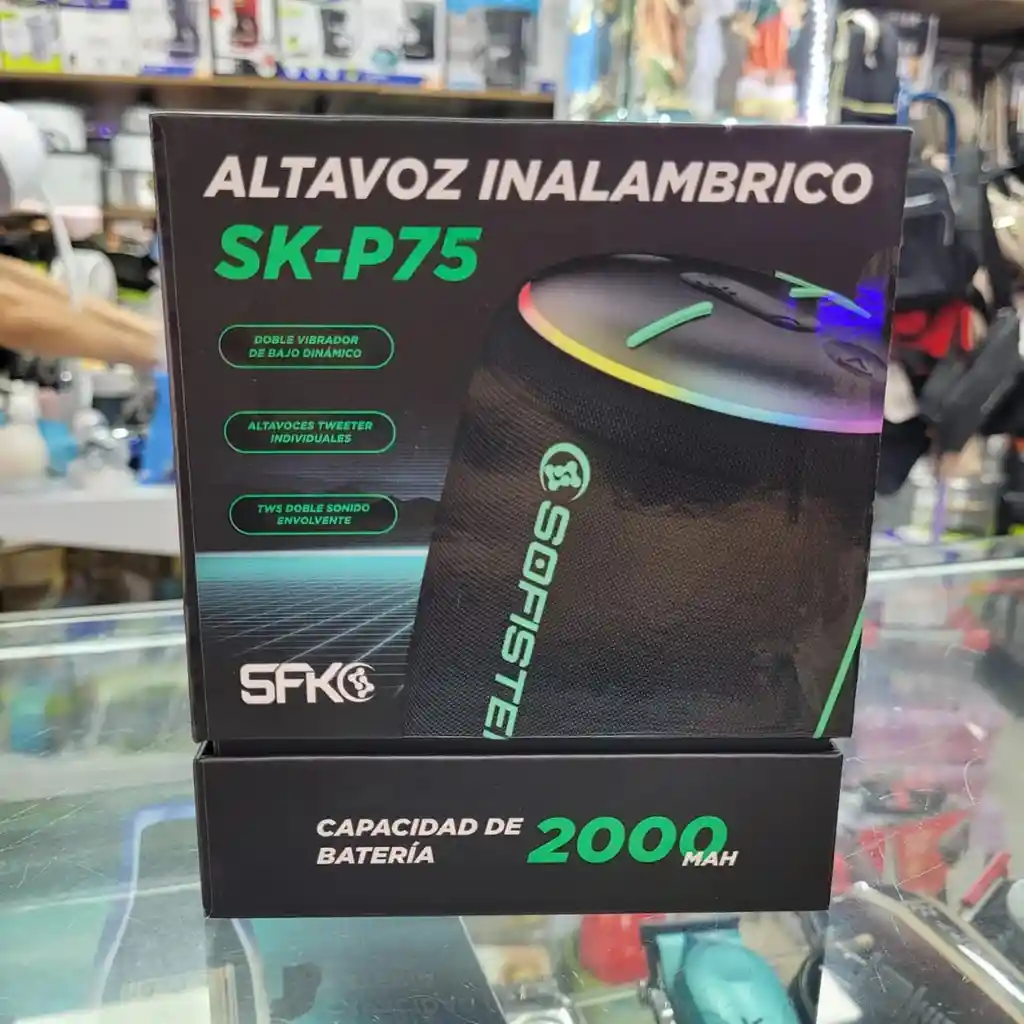 ALTAVOZ INALAMBRICO
SK-P75
DOBLE VIBRADOR
DE BAJO DINÁMICO
ALTAVOCES TWEETER
INDIVIDUALES
TWS DOBLE SONIDO
ENVOLVENTE
SOFISTE
SFK
CAPACIDAD DE
BATERÍA
2000
MAH